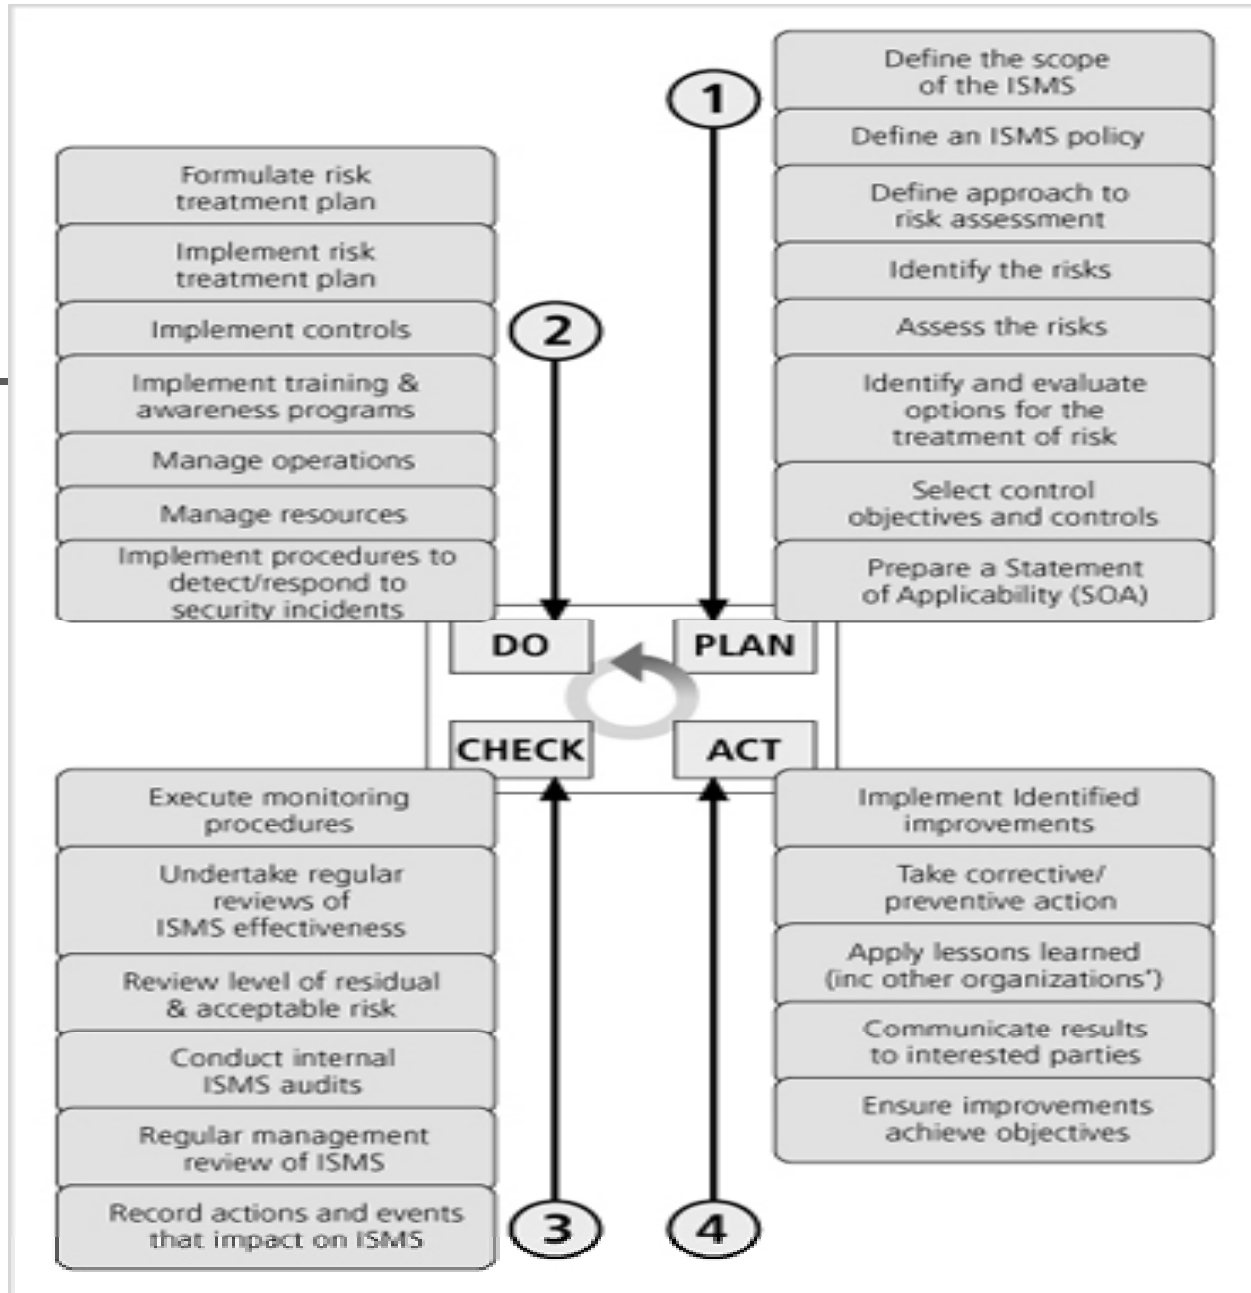 1
Define the scope
of the ISMS
Define an ISMS policy
Define approach to
risk assessment
Identify the risks
Assess the risks
Identify and evaluate
options for the
treatment of risk
Select control
objectives and controls
Prepare a Statement
of Applicability (SOA)
Formulate risk
treatment plan
Implement risk
treatment plan
Implement controls
2
Implement training &
awareness programs
Manage operations
Manage resources
Implement procedures to
detect/respond to
security incidents
DO
PLAN
CHECK
ACT
Execute monitoring
procedures
Undertake regular
reviews of
ISMS effectiveness
Review level of residual
& acceptable risk
Conduct internal
ISMS audits
Regular management
review of ISMS
Record actions and events
that impact on ISMS
3
4
Implement Identified
improvements
Take corrective/
preventive action
Apply lessons learned
(inc other organizations')
Communicate results
to interested parties
Ensure improvements
achieve objectives